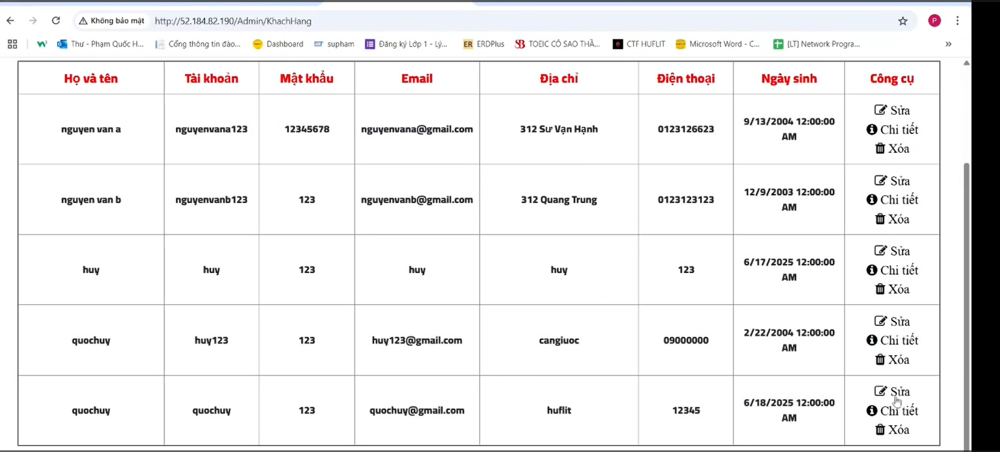 Không bảo mật http://52.184.82.190/Admin/KhachHang P
Thư - Phạm Quốc H... Cổng thông tin đào... Dashboard supham Đăng ký Lớp 1 - Lý... ER ERDPlus TOEIC CÔ SAO THẦ... CTF HUFLIT Microsoft Word - C... [LT] Network Progra... »
Họ và tên Tài khoản Mật khẩu Email Địa chỉ Điện thoại Ngày sinh Công cụ
nguyen van a nguyenvana123 12345678 nguyenvana@gmail.com 312 Sư Vạn Hạnh 0123126623 9/13/2004 12:00:00 AM
Sửa
Chi tiết
Xóa
nguyen van b nguyenvanb123 123 nguyenvanb@gmail.com 312 Quang Trung 0123123123 12/9/2003 12:00:00 AM
Sửa
Chi tiết
Xóa
huy huy 123 huy huy 123 6/17/2025 12:00:00 AM
Sửa
Chi tiết
Xóa
quochuy huy123 123 huy123@gmail.com cangiuoc 09000000 2/22/2004 12:00:00 AM
Sửa
Chi tiết
Xóa
quochuy quochuy 123 quochuy@gmail.com huflit 12345 6/18/2025 12:00:00 AM
Sửa
Chi tiết
Xóa